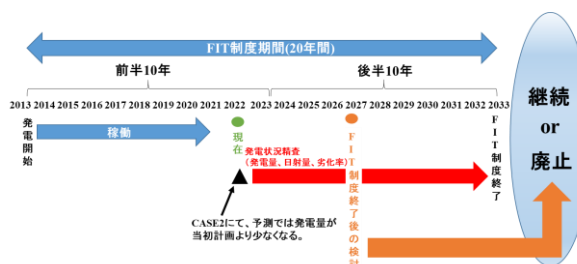 FIT制度期間(20年間)
前半10年
後半10年
2013 2014 2015 2016 2017 2018 2019 2020 2021 2022 2023 2024 2025 2026 2027 2028 2029 2030 2031 2032 2033
発電開始
稼働
現在
発電状況精査
(発電量、日射量、劣化率)
FIT制度終了後の検討
FIT制度終了
CASE2にて、予測では発電量が
当初計画より少なくなる。
継続
or
廃止